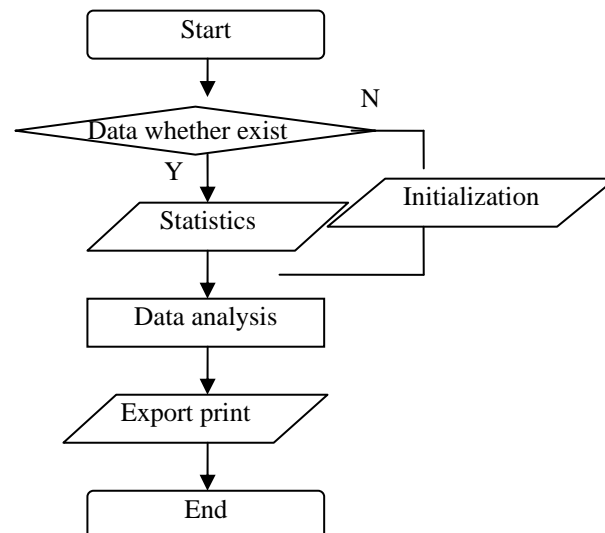 Start
N
Data whether exist
Y
Initialization
Statistics
Data analysis
Export print
End